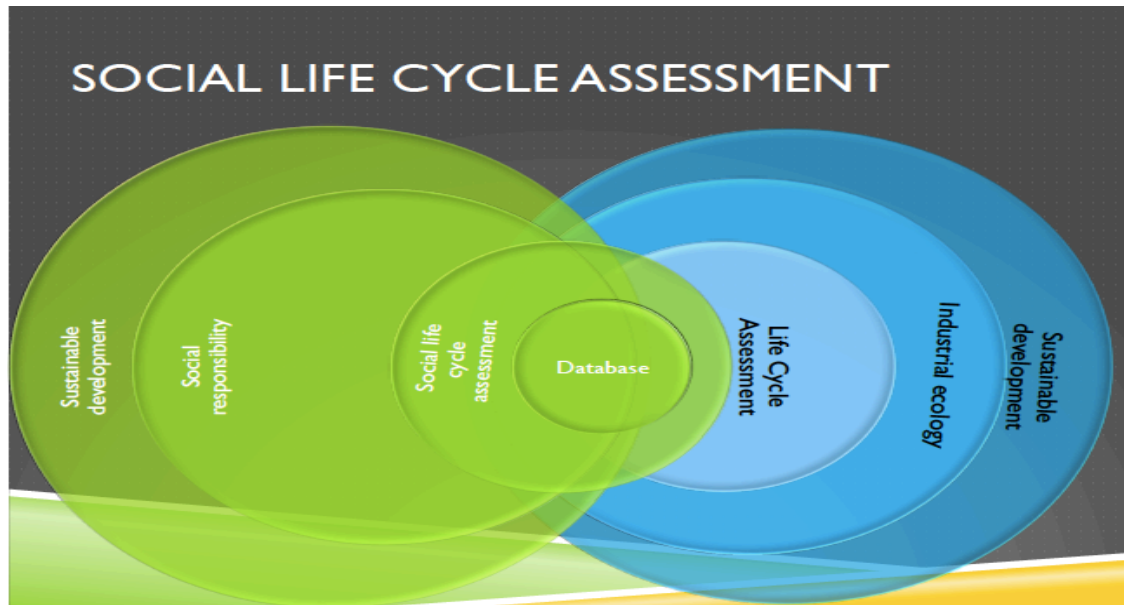 SOCIAL LIFE CYCLE ASSESSMENT
Sustainable
development
Social
responsibility
Social life
cycle
assessment
Database
Life Cycle
Assessment
Industrial ecology
Sustainable
development